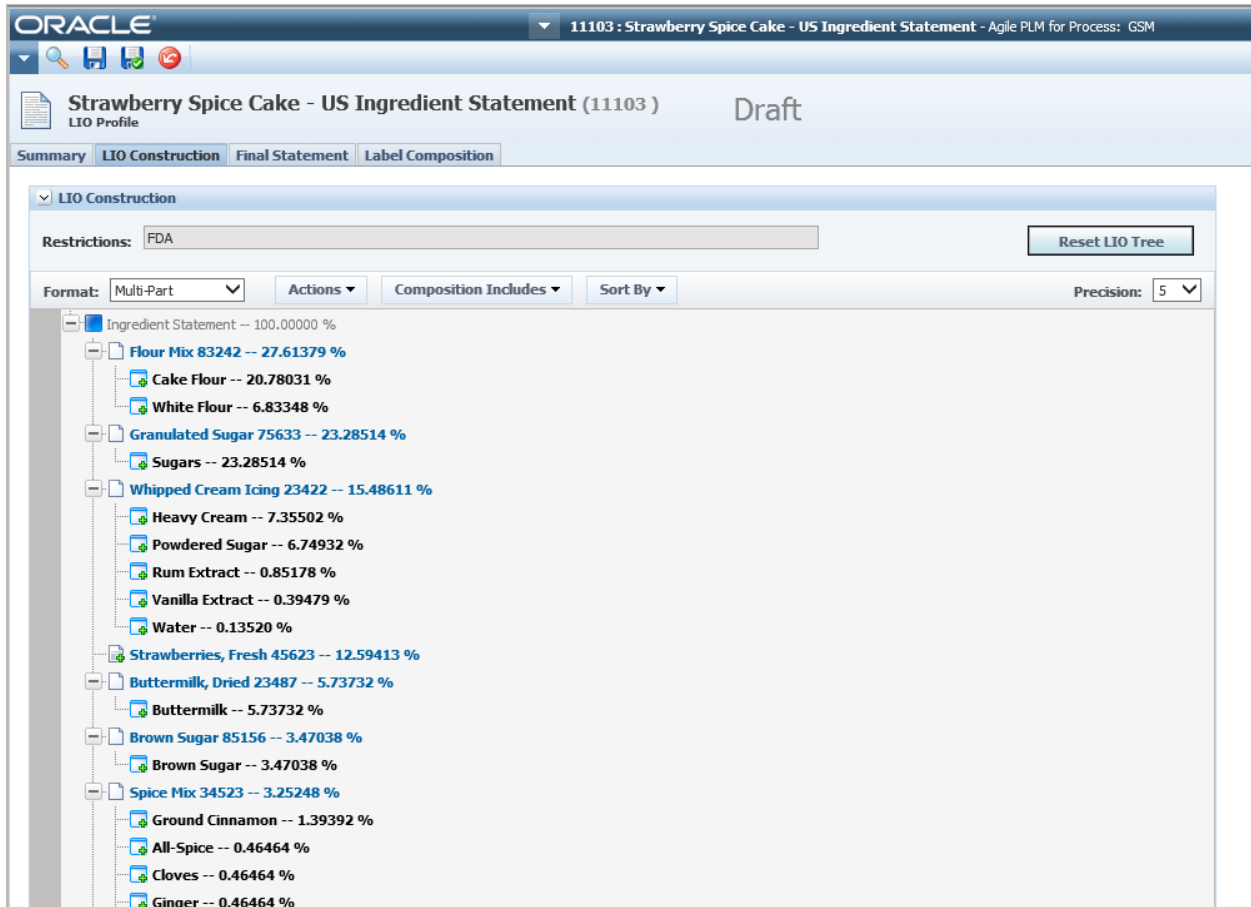 ORACLE
11103 : Strawberry Spice Cake - US Ingredient Statement - Agile PLM for Process: GSM
Strawberry Spice Cake - US Ingredient Statement (11103 )
Draft
LIO Profile
Summary LIO Construction Final Statement Label Composition
LIO Construction
Restrictions: FDA
Reset LIO Tree
Format: Multi-Part Actions Composition Includes Sort By Precision: 5
Ingredient Statement -- 100.00000 %
Flour Mix 83242 -- 27.61379 %
Cake Flour -- 20.78031 %
White Flour -- 6.83348 %
Granulated Sugar 75633 -- 23.28514 %
Sugars -- 23.28514 %
Whipped Cream Icing 23422 -- 15.48611 %
Heavy Cream -- 7.35502 %
Powdered Sugar -- 6.74932 %
Rum Extract -- 0.85178 %
Vanilla Extract -- 0.39479 %
Water -- 0.13520 %
Strawberries, Fresh 45623 -- 12.59413 %
Buttermilk, Dried 23487 -- 5.73732 %
Buttermilk -- 5.73732 %
Brown Sugar 85156 -- 3.47038 %
Brown Sugar -- 3.47038 %
Spice Mix 34523 -- 3.25248 %
Ground Cinnamon -- 1.39392 %
All-Spice -- 0.46464 %
Cloves -- 0.46464 %
Ginger -- 0.46464 %